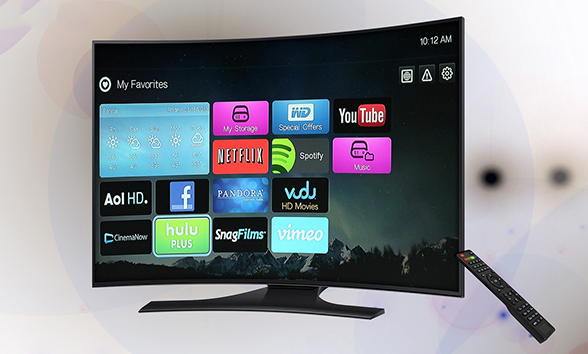 10:12 AM
My Favorites
My Storage
WD
Special Offers
YouTube
NETFLIX
Spotify
Music
Aol HD.
f
PANDORA
vudu
HD Movies
CinemaNow
hulu
PLUS
SnagFilms
vimeo